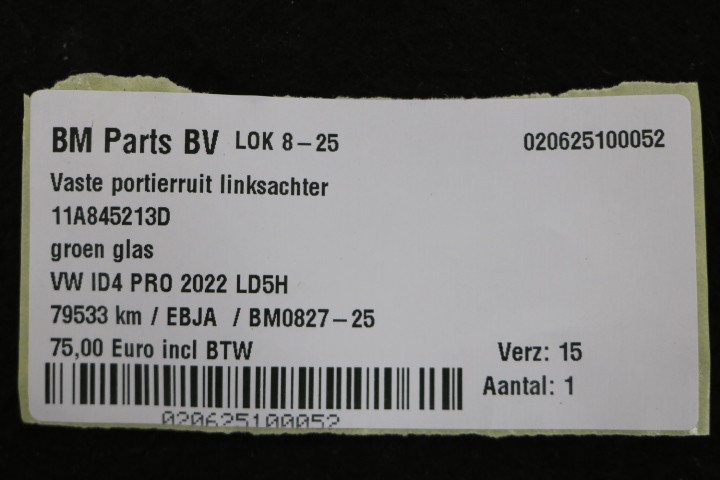 BM Parts BV LOK 8-25 020625100052
Vaste portierruit linksachter
11A845213D
groen glas
VW ID4 PRO 2022 LD5H
79533 km / EBJA / BM0827-25
75,00 Euro incl BTW Verz: 15
Aantal: 1
020625100052